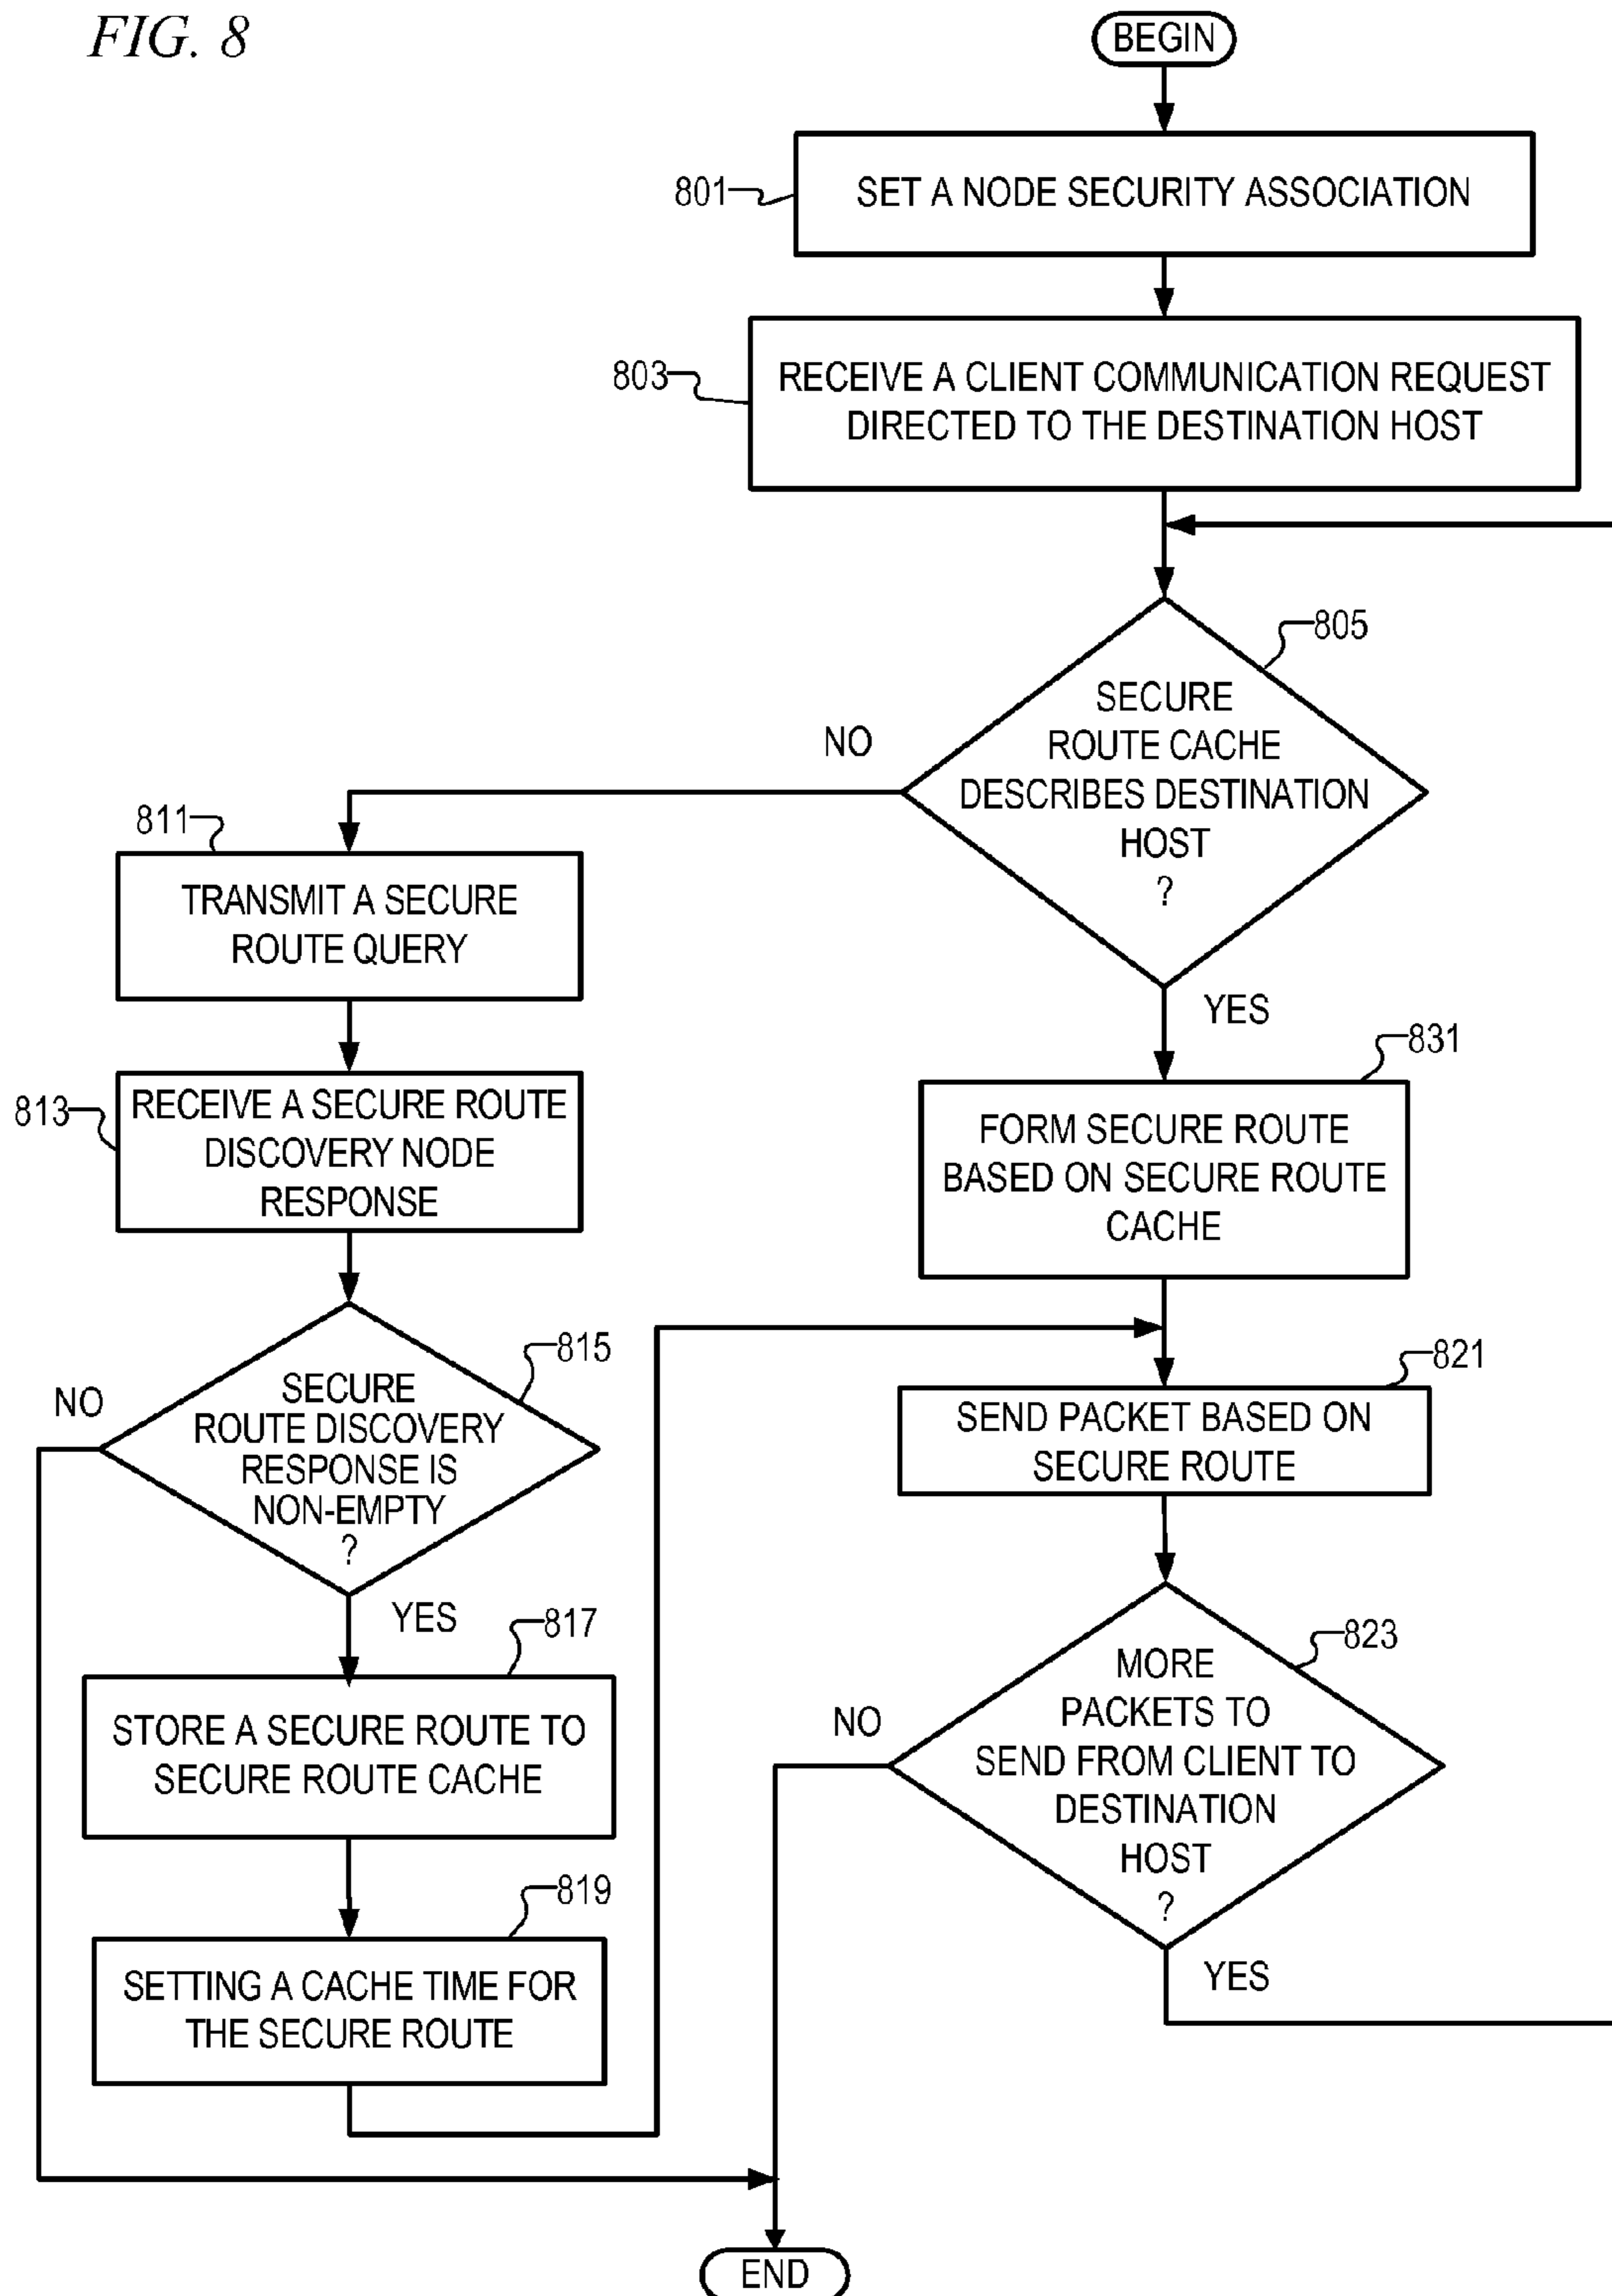 FIG. 8
BEGIN
801
SET A NODE SECURITY ASSOCIATION
803
RECEIVE A CLIENT COMMUNICATION REQUEST
DIRECTED TO THE DESTINATION HOST
805
SECURE
ROUTE CACHE
DESCRIBES DESTINATION
HOST
?
NO
YES
811
TRANSMIT A SECURE
ROUTE QUERY
813
RECEIVE A SECURE ROUTE
DISCOVERY NODE
RESPONSE
815
SECURE
ROUTE DISCOVERY
RESPONSE IS
NON-EMPTY
?
NO
YES
817
STORE A SECURE ROUTE TO
SECURE ROUTE CACHE
819
SETTING A CACHE TIME FOR
THE SECURE ROUTE
831
FORM SECURE ROUTE
BASED ON SECURE ROUTE
CACHE
821
SEND PACKET BASED ON
SECURE ROUTE
823
MORE
PACKETS TO
SEND FROM CLIENT TO
DESTINATION
HOST
?
NO
YES
END